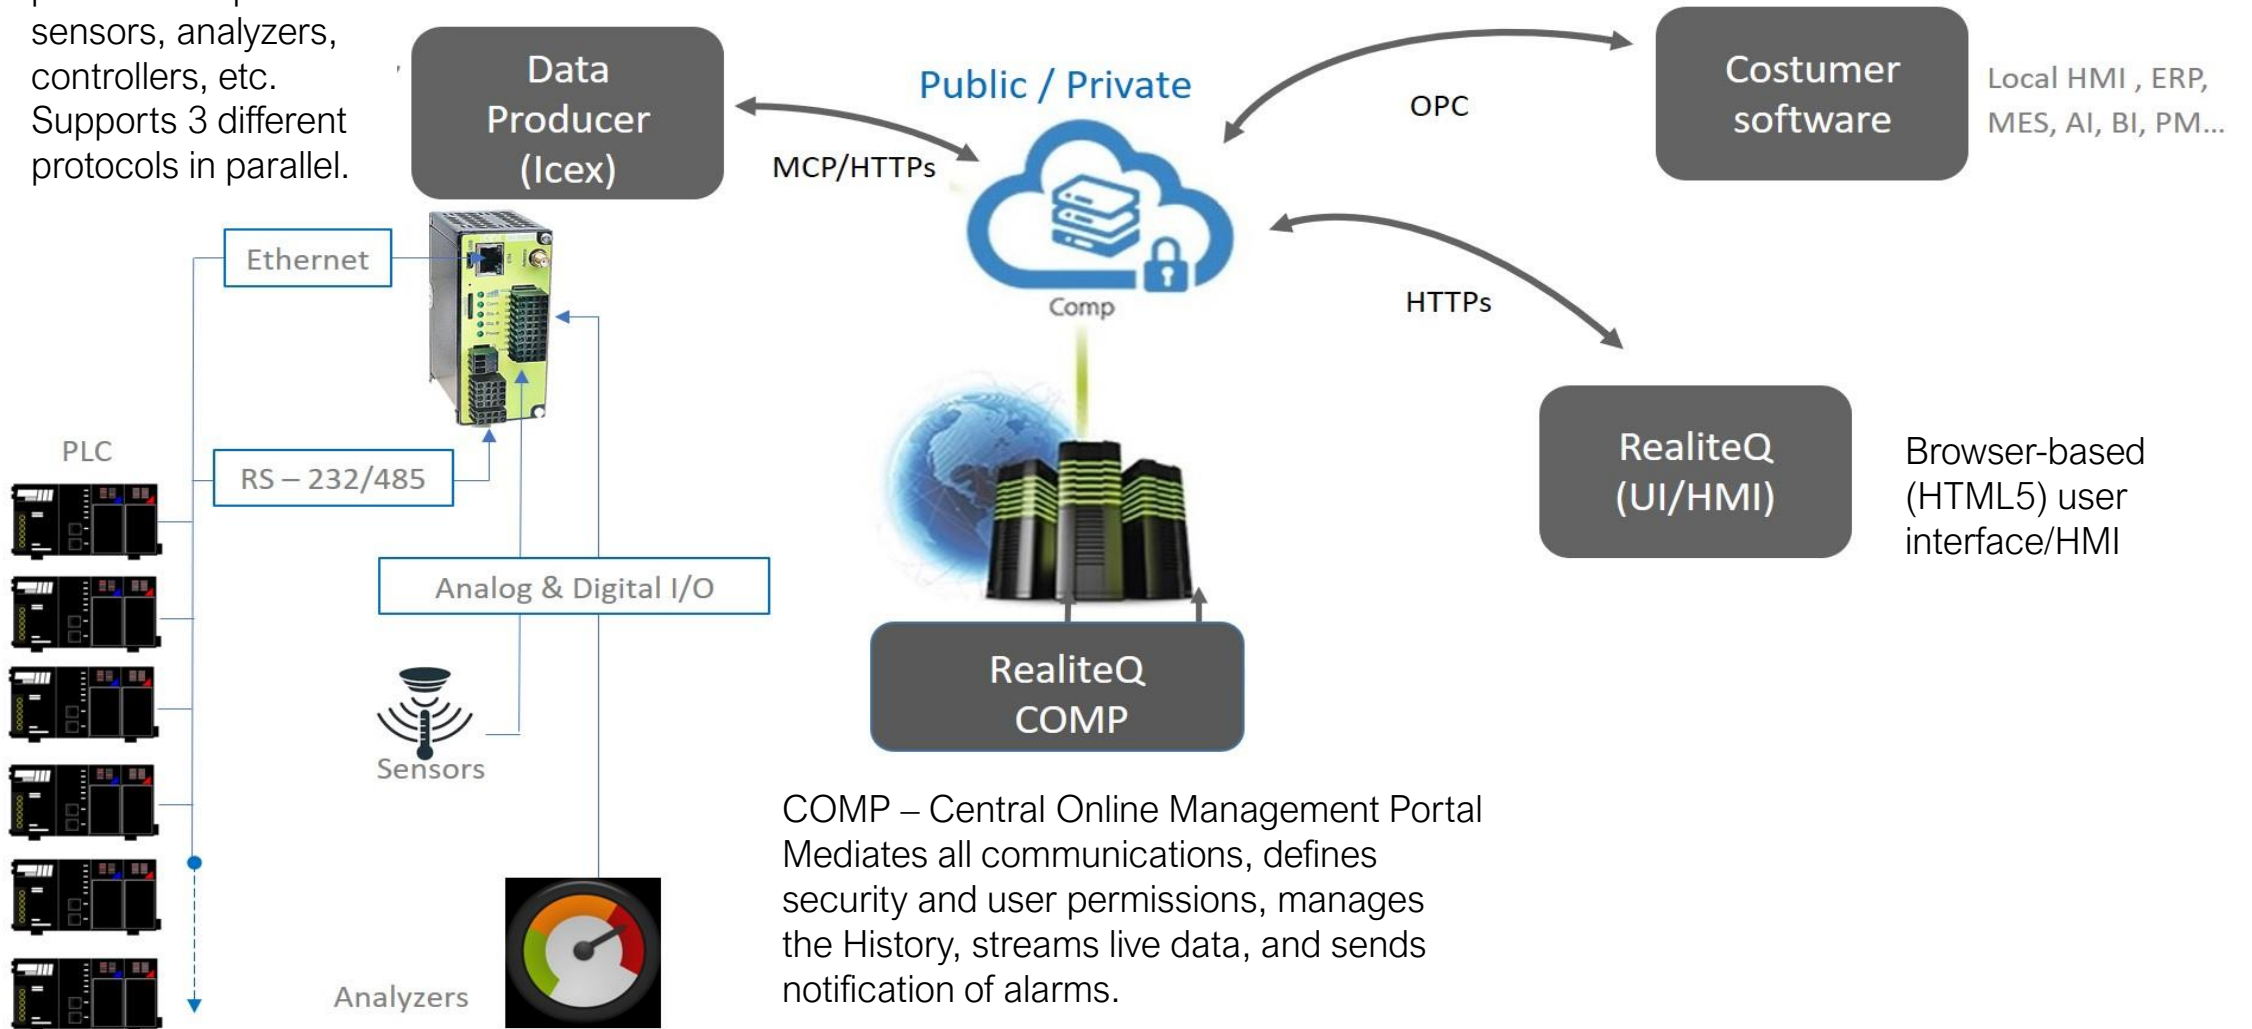 sensors, analyzers,
controllers, etc.
Supports 3 different
protocols in parallel.
Data
Producer
(Icex)
Public / Private
MCP/HTTPs
OPC
Costumer
software
Local HMI , ERP,
MES, AI, BI, PM...
Ethernet
Comp
HTTPs
PLC
RS – 232/485
RealiteQ
(UI/HMI)
Browser-based
(HTML5) user
interface/HMI
Analog & Digital I/O
RealiteQ
COMP
Sensors
COMP – Central Online Management Portal
Mediates all communications, defines
security and user permissions, manages
the History, streams live data, and sends
notification of alarms.
Analyzers